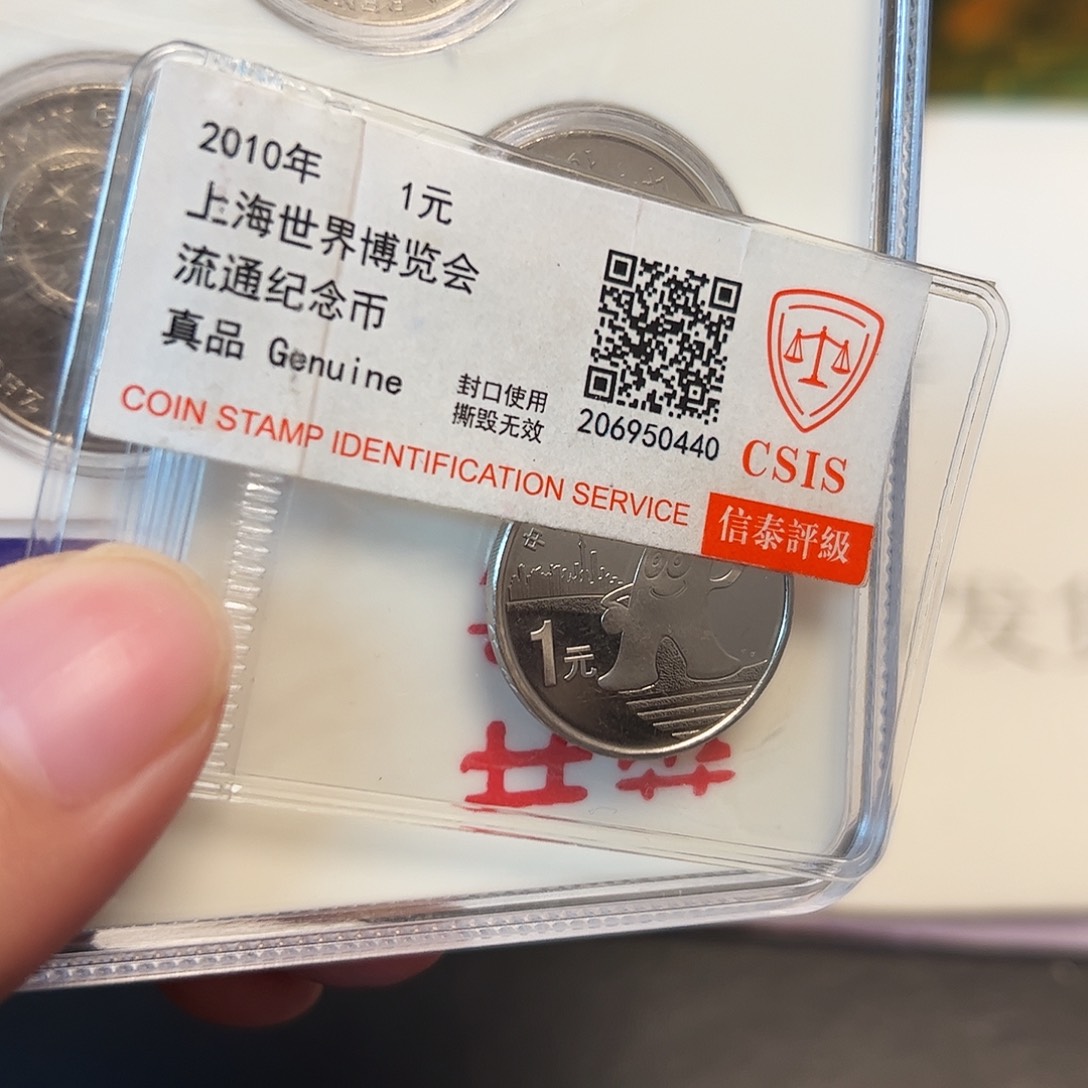 2010年 1元
上海世界博览会
流通纪念币
真品 Genuine
封口使用
撕毁无效
206950440
CSIS
COIN STAMP IDENTIFICATION SERVICE
信泰評級
1元